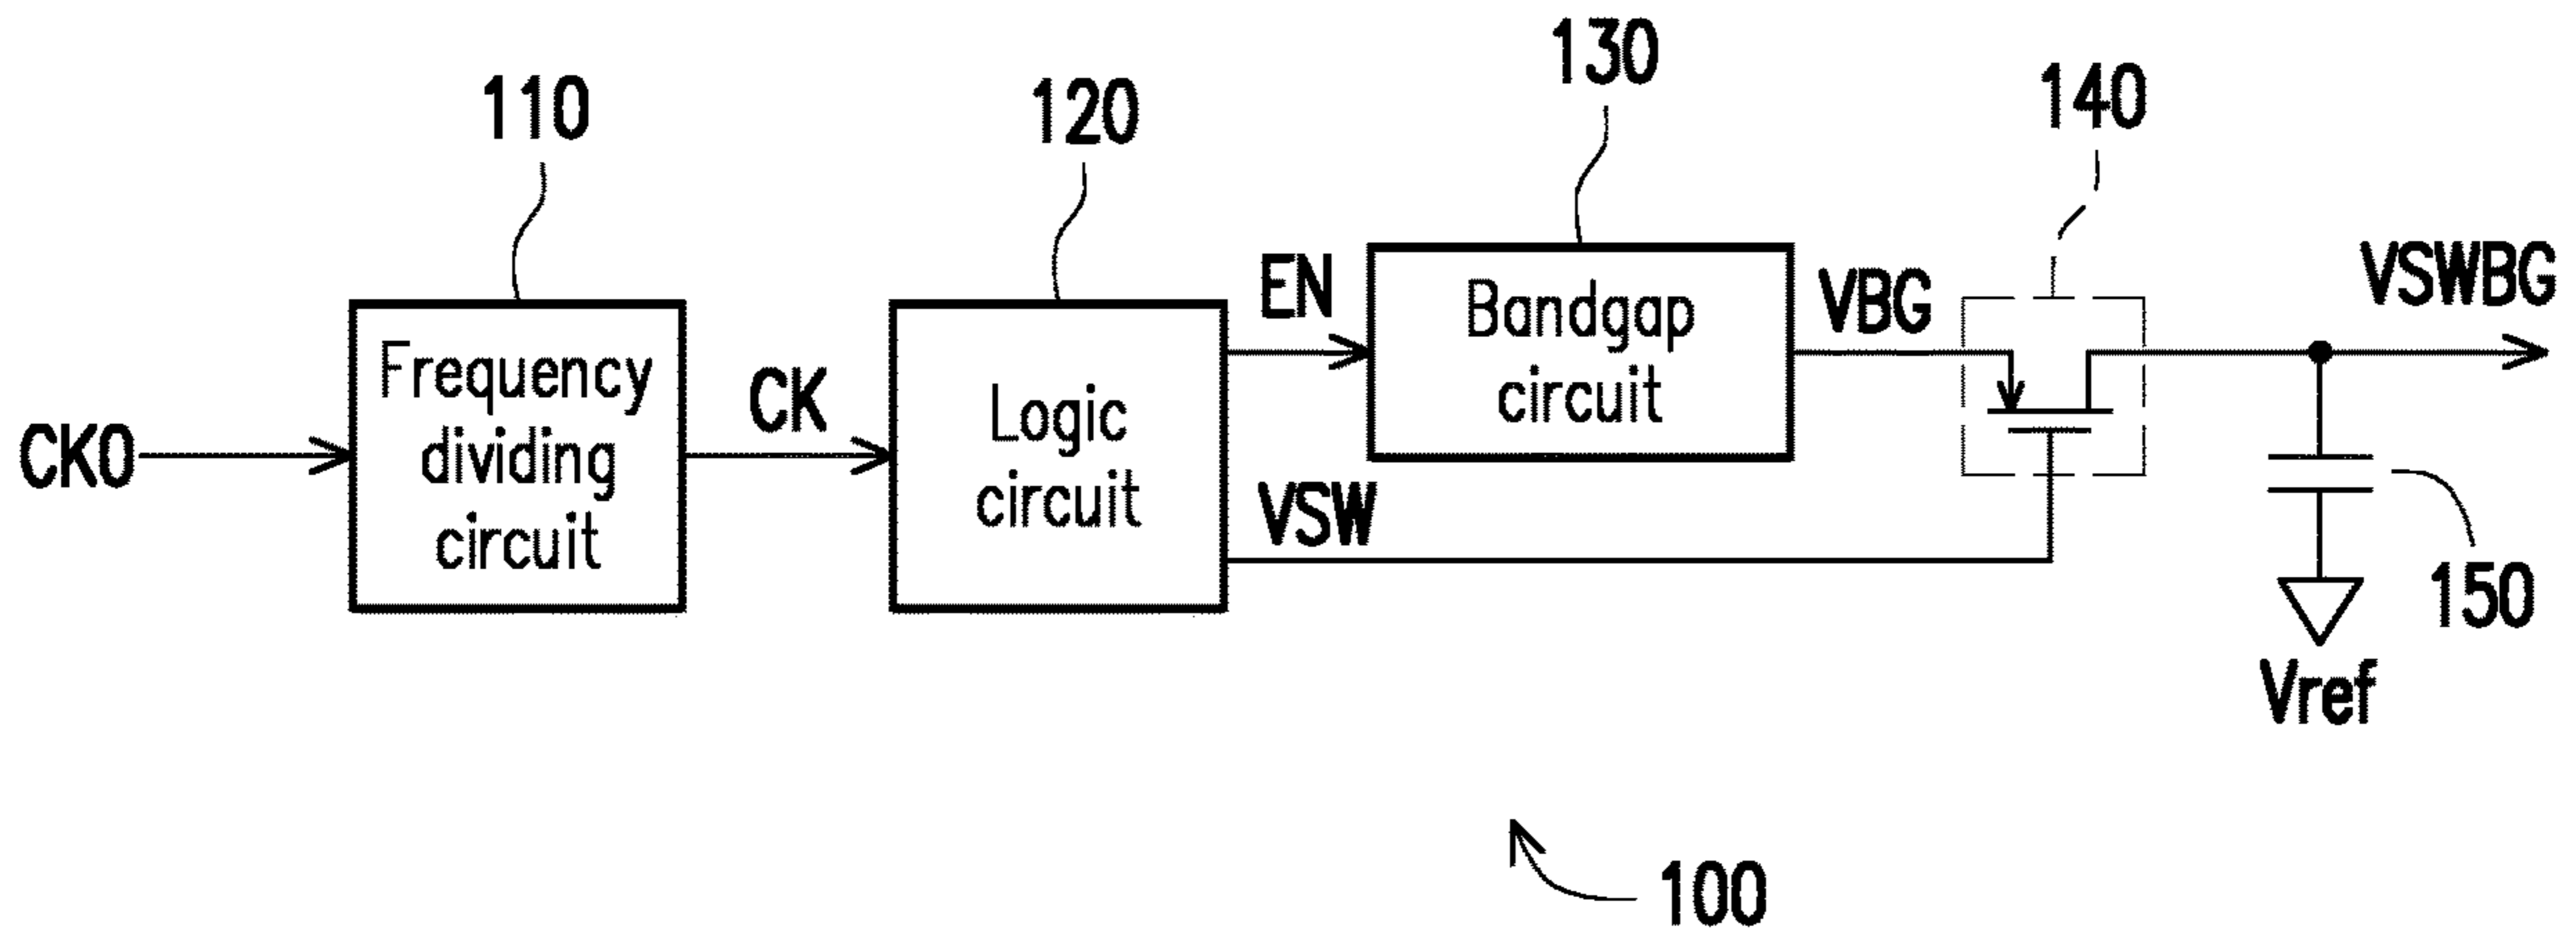 130
140
110
120
VSWBG
EN
Bandgap
circuit
VBG
Frequency
dividing
circuit
CK
Logic
circuit
CK0
VSW
150
Vref
100